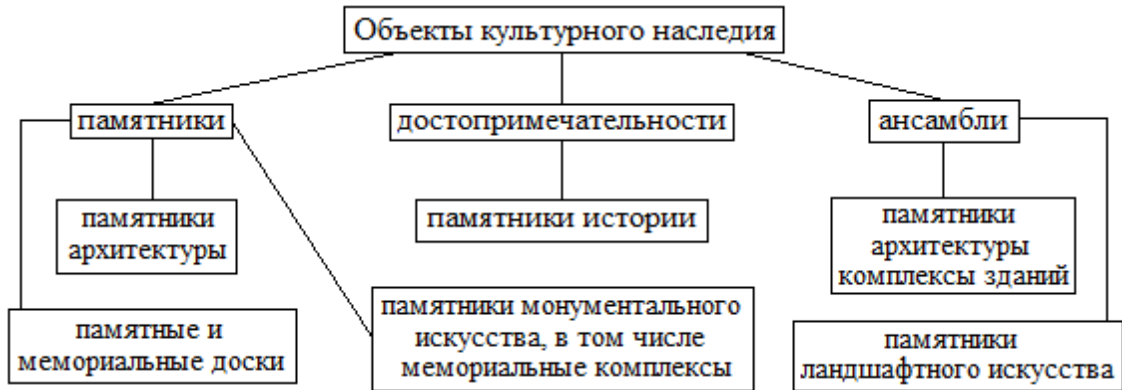 Объекты культурного наследия
памятники
достопримечательности
ансамбли
памятники
архитектуры
памятники истории
памятники
архитектуры
комплексы зданий
памятные и
мемориальные доски
памятники монументального
искусства, в том числе
мемориальные комплексы
памятники
ландшафтного искусства